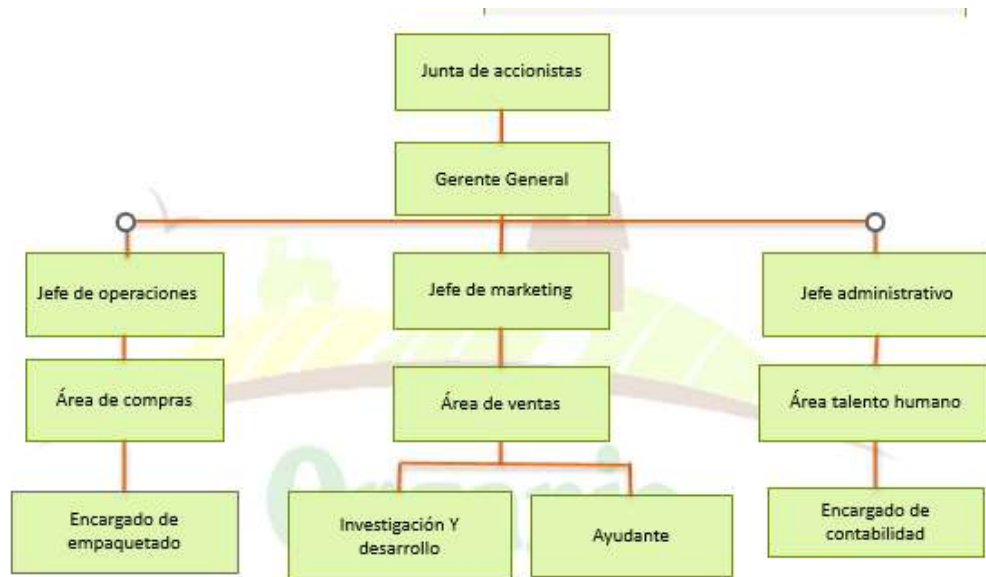 Junta de accionistas
Gerente General
Jefe de operaciones
Jefe de marketing
Jefe administrativo
Área de compras
Área de ventas
Área talento humano
Encargado de
empaquetado
Investigación Y
desarrollo
Ayudante
Encargado de
contabilidad